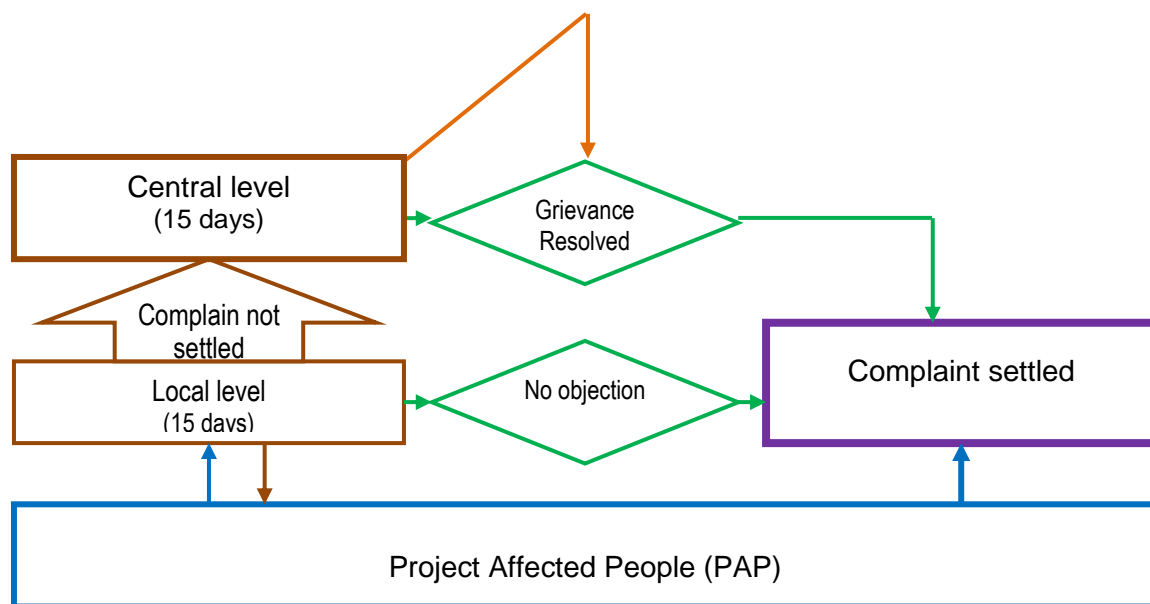 Central level
(15 days)
Grievance
Resolved
Complain not
settled
Complaint settled
Local level
(15 days)
No objection
Project Affected People (PAP)